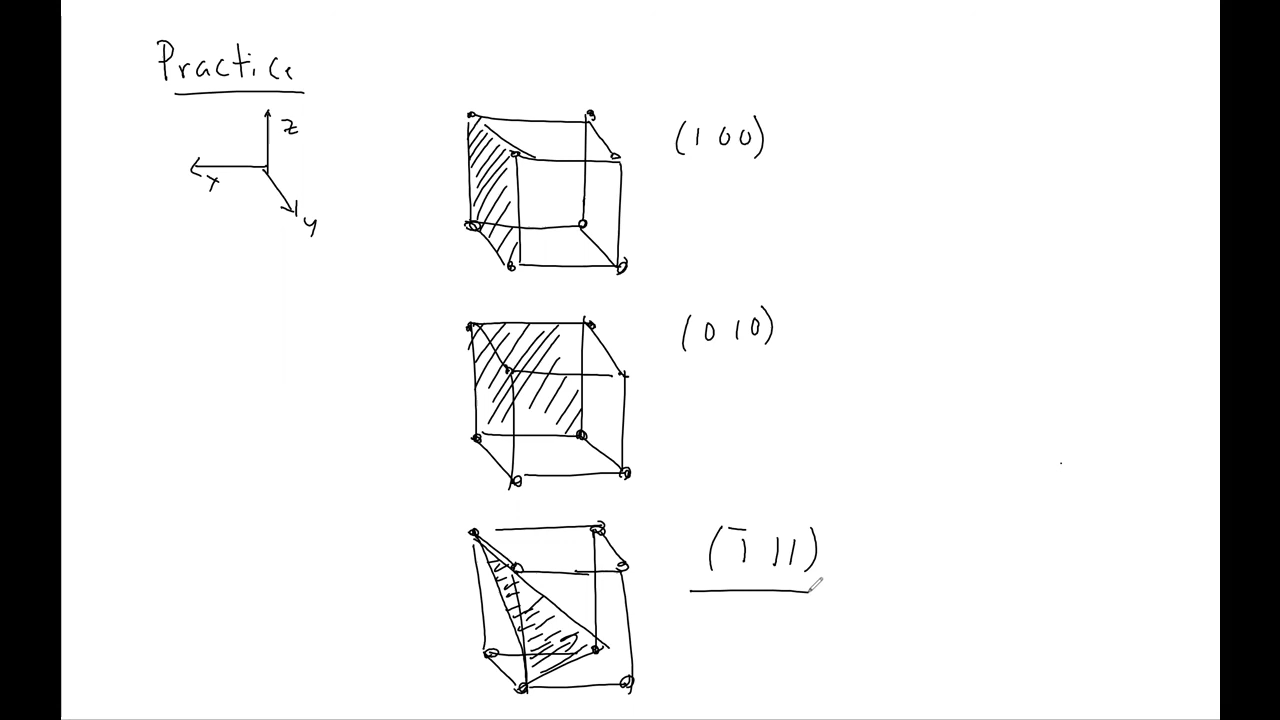 Practice
z
x
y
(1 0 0)
(0 1 0)
(1̅ 1 1)